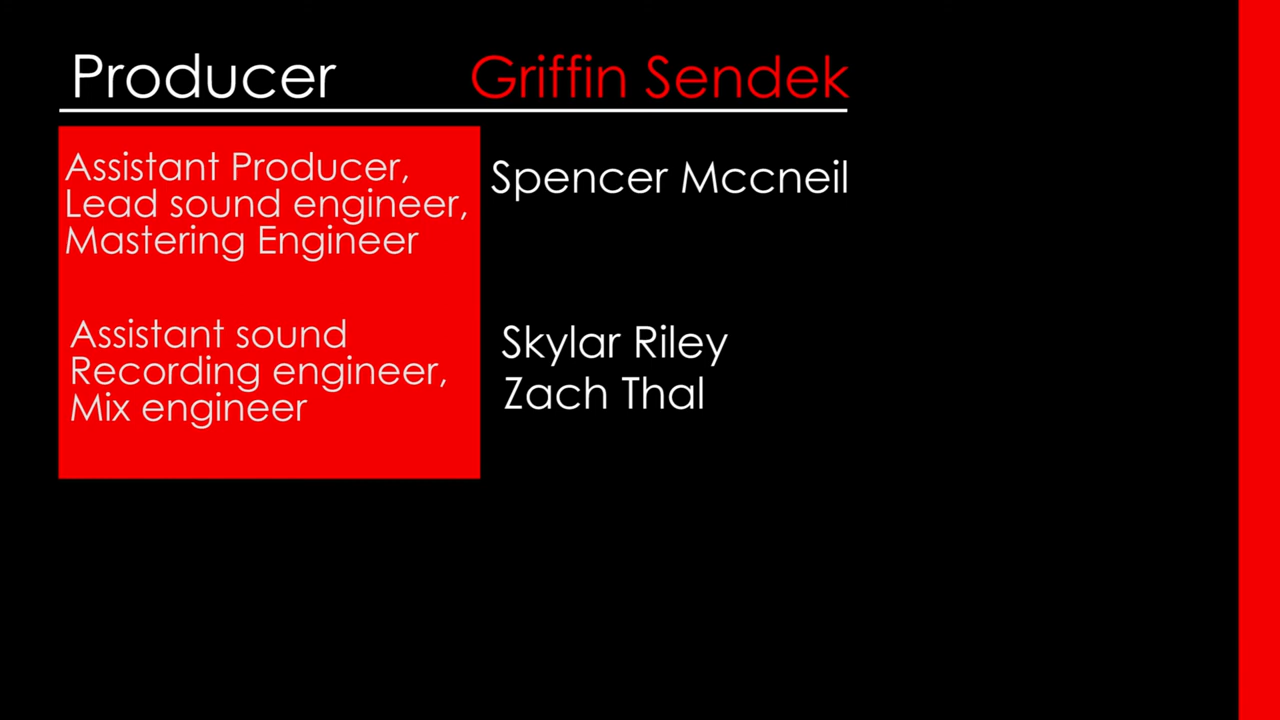 Producer Griffin Sendek
Assistant Producer,
Lead sound engineer,
Mastering Engineer
Spencer Mccneil
Assistant sound
Recording engineer,
Mix engineer
Skylar Riley
Zach Thal